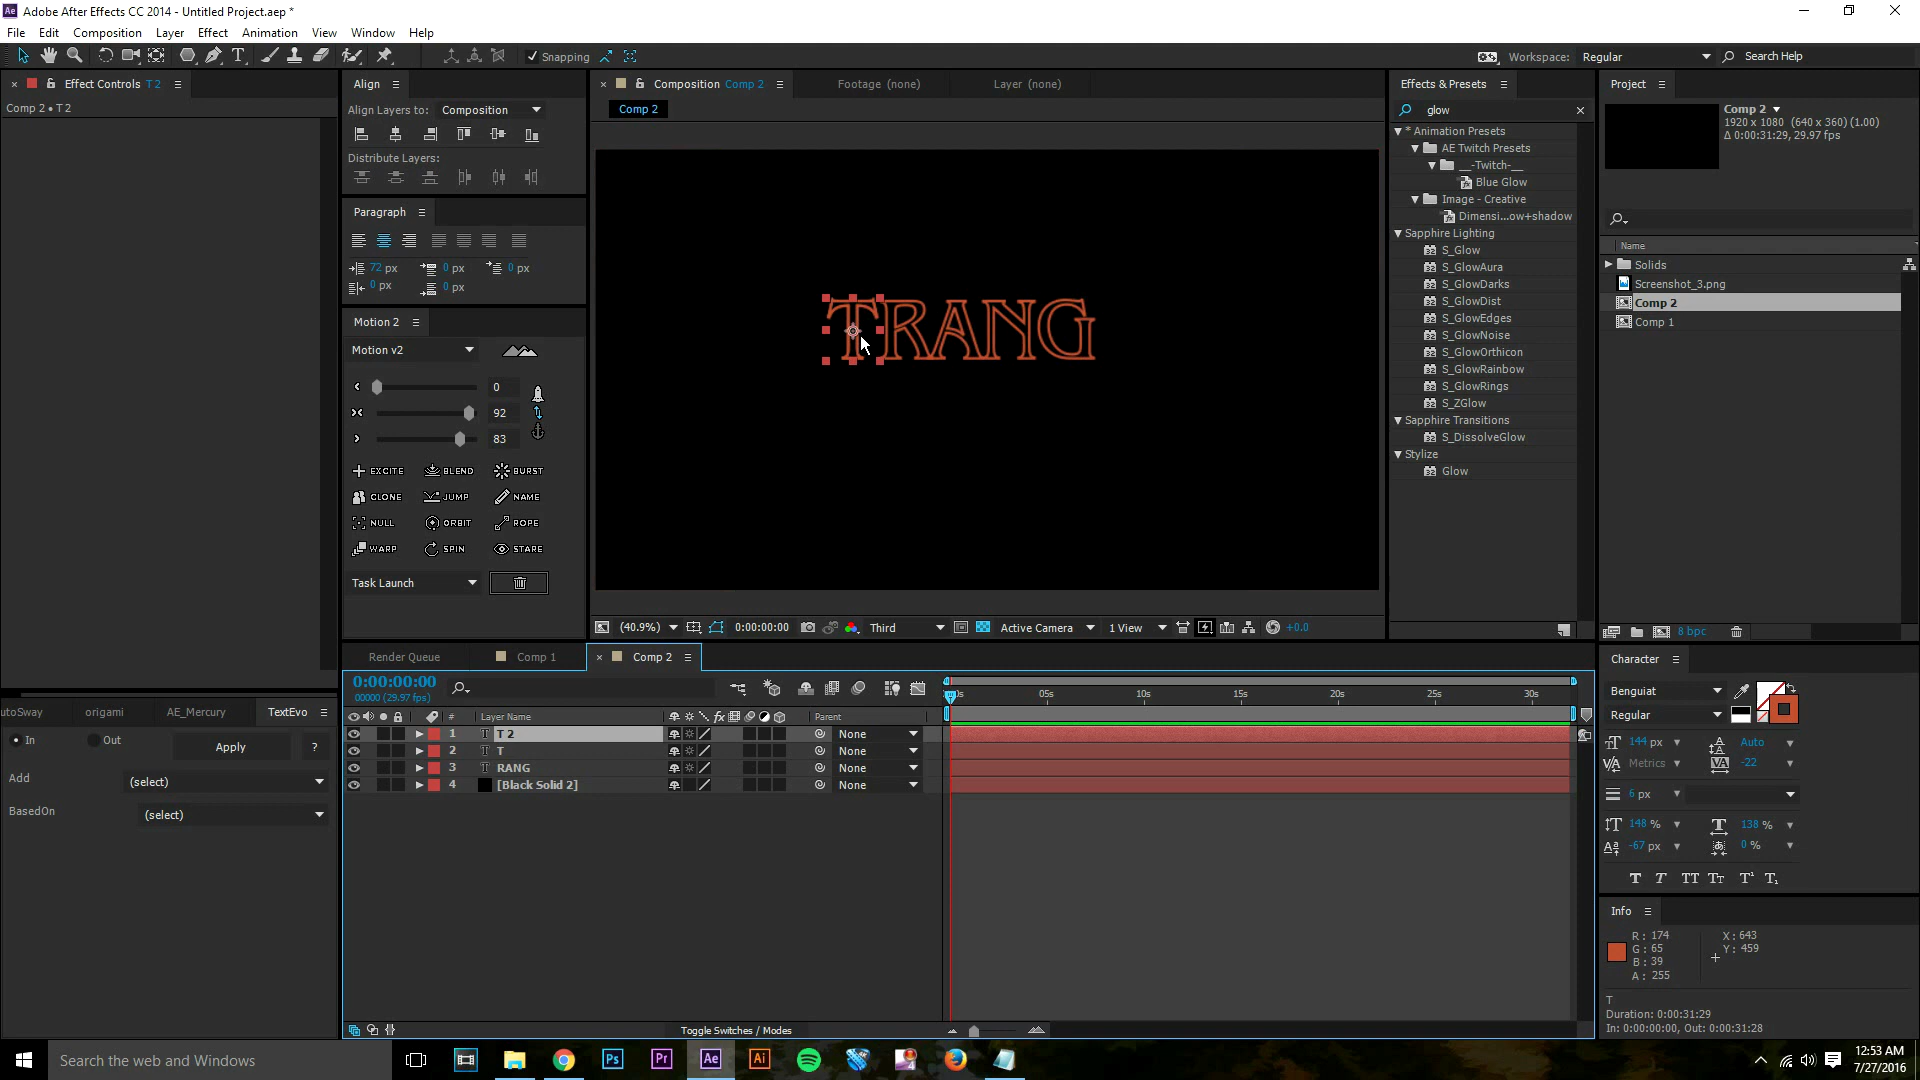 Adobe After Effects CC 2014 - Untitled Project.aep *
File Edit Composition Layer Effect Animation View Window Help
Snapping
Workspace: Regular
Search Help
Effect Controls T 2
Comp 2 • T 2
Align
Align Layers to: Composition
Distribute Layers:
Paragraph
72 px 0 px 0 px
0 px 0 px
Motion 2
Motion v2
0
92
83
EXCITE BLEND BURST
CLONE JUMP NAME
NULL ORBIT ROPE
WARP SPIN STARE
Task Launch
Composition Comp 2
Footage (none)
Layer (none)
Comp 2
TRANG
(40.9%) 0:00:00:00 Third Active Camera 1 View +0.0
Effects & Presets
glow
* Animation Presets
AE Twitch Presets
__-Twitch-__
Blue Glow
Image - Creative
Dimensi...ow+shadow
Sapphire Lighting
S_Glow
S_GlowAura
S_GlowDarks
S_GlowDist
S_GlowEdges
S_GlowNoise
S_GlowOrthicon
S_GlowRainbow
S_GlowRings
S_ZGlow
Sapphire Transitions
S_DissolveGlow
Stylize
Glow
Project
Comp 2
1920 x 1080 (640 x 360) (1.00)
Δ 0:00:31:29, 29.97 fps
Name
Solids
Screenshot_3.png
Comp 2
Comp 1
8 bpc
Character
Benguiat
Regular
144 px Auto
Metrics -22
6 px
148 % 138 %
-67 px 0 %
T T TT Tт T¹ T₁
Info
R: 174
G: 65
B: 39
A: 255
X: 643
Y: 459
T
Duration: 0:00:31:29
In: 0:00:00:00, Out: 0:00:31:28
Render Queue Comp 1 Comp 2
0:00:00:00
00000 (29.97 fps)
05s 10s 15s 20s 25s 30s
# Layer Name fx Parent
1 T T 2 None
2 T T None
3 T RANG None
4 [Black Solid 2] None
Toggle Switches / Modes
utoSway origami AE_Mercury TextEvo
In Out Apply ?
Add (select)
BasedOn (select)
Search the web and Windows
Ps Pr Ae Ai
12:53 AM
7/27/2016